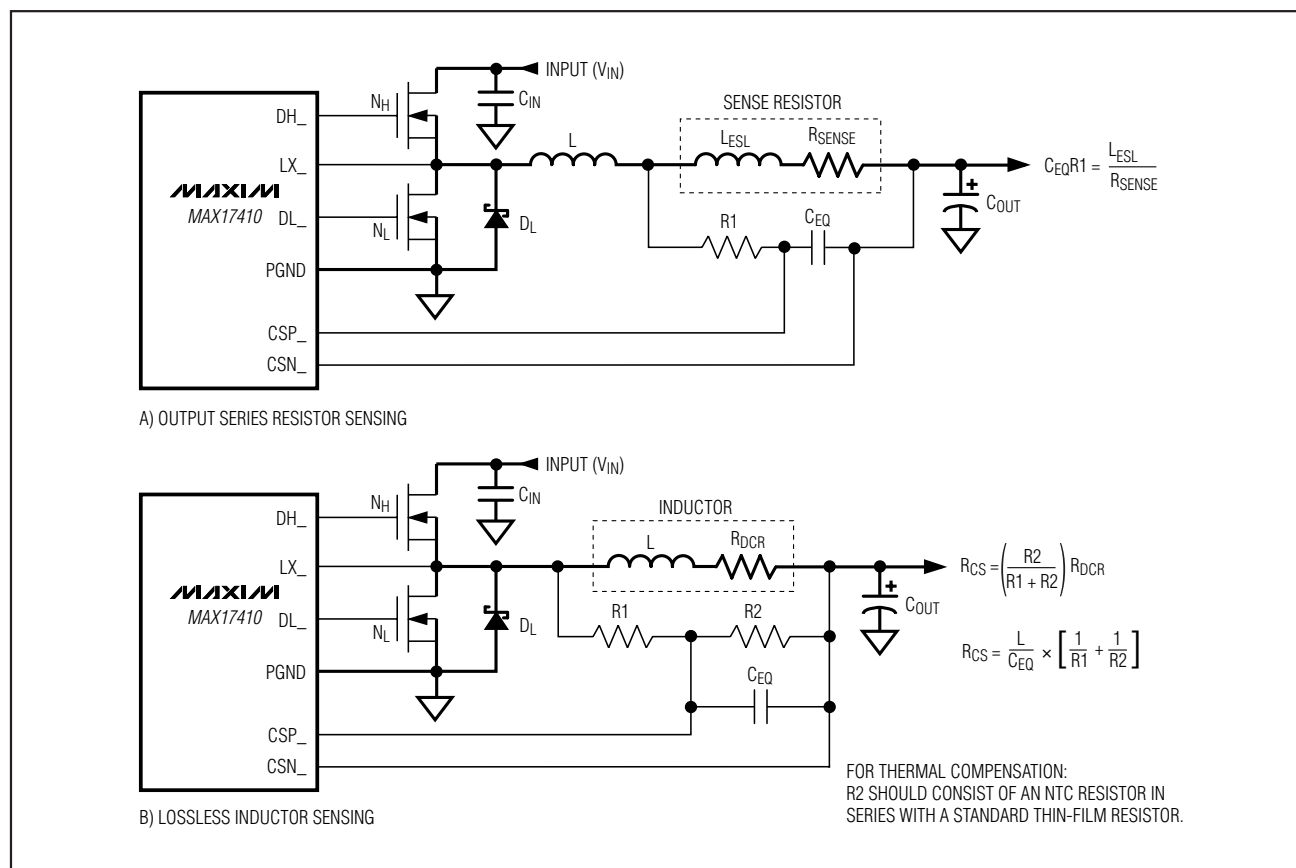 INPUT (VIN)
CIN
NH
DH_
SENSE RESISTOR
L
LESL
RSENSE
LX_
CEQR1 = LESL / RSENSE
MAXIM
MAX17410
DL_
NL
DL
R1
CEQ
+
COUT
PGND
CSP_
CSN_
A) OUTPUT SERIES RESISTOR SENSING
INPUT (VIN)
CIN
NH
DH_
INDUCTOR
L
RDCR
LX_
RCS = (R2 / R1 + R2) RDCR
MAXIM
MAX17410
DL_
NL
DL
R1
R2
+
COUT
RCS = L / CEQ × [1 / R1 + 1 / R2]
PGND
CEQ
CSP_
CSN_
FOR THERMAL COMPENSATION:
R2 SHOULD CONSIST OF AN NTC RESISTOR IN
SERIES WITH A STANDARD THIN-FILM RESISTOR.
B) LOSSLESS INDUCTOR SENSING